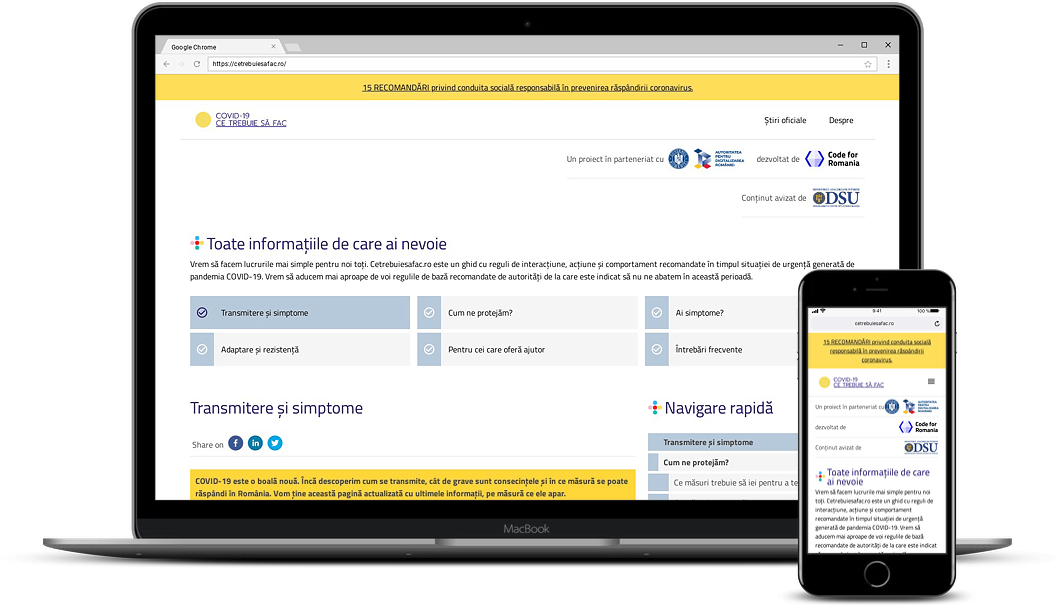 Google Chrome
https://cetrebuiesafac.ro/
15 RECOMANDĂRI privind conduita socială responsabilă în prevenirea răspândirii coronavirus.
COVID-19
CE TREBUIE SĂ FAC
Știri oficiale
Despre
Un proiect în parteneriat cu
AUTORITATEA
PENTRU
DIGITALIZAREA
ROMÂNIEI
dezvoltat de
Code for
Romania
Conținut avizat de
DSU
Toate informațiile de care ai nevoie
Vrem să facem lucrurile mai simple pentru noi toți. Cetrebuiesafac.ro este un ghid cu reguli de interacțiune, acțiune și comportament recomandate în timpul situației de urgență generată de
pandemia COVID-19. Vrem să aducem mai aproape de voi regulile de bază recomandate de autorități de la care este indicat să nu ne abatem în această perioadă.
Transmitere și simptome
Cum ne protejăm?
Ai simptome?
Adaptare și rezistență
Pentru cei care oferă ajutor
Întrebări frecvente
Transmitere și simptome
Share on
COVID-19 este o boală nouă. Încă descoperim cum se transmite, cât de grave sunt consecințele și în ce măsură se poate
răspândi în România. Vom ține această pagină actualizată cu ultimele informații, pe măsură ce ele apar.
Navigare rapidă
Transmitere și simptome
Cum ne protejăm?
Ce măsuri trebuie să iei pentru a te
MacBook
9:41
100 %
cetrebuiesafac.ro
15 RECOMANDĂRI privind conduita socială
responsabilă în prevenirea răspândirii
coronavirus.
COVID-19
CE TREBUIE SĂ FAC
Un proiect în parteneriat cu
AUTORITATEA
PENTRU
DIGITALIZAREA
ROMÂNIEI
dezvoltat de
Code for
Romania
Conținut avizat de
DSU
Toate informațiile de care
ai nevoie
Vrem să facem lucrurile mai simple pentru noi
toți. Cetrebuiesafac.ro este un ghid cu reguli de
interacțiune, acțiune și comportament
recomandate în timpul situației de urgență
generată de pandemia COVID-19. Vrem să
aducem mai aproape de voi regulile de bază
recomandate de autorități de la care este indicat